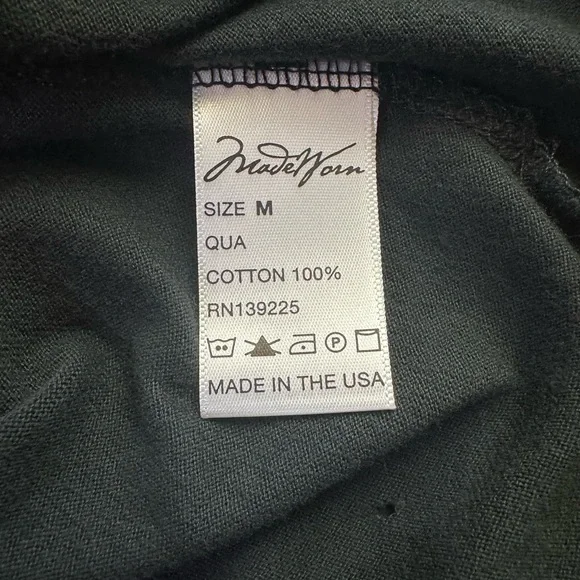 MadeWorn
SIZE M
QUA
COTTON 100%
RN139225
P
MADE IN THE USA